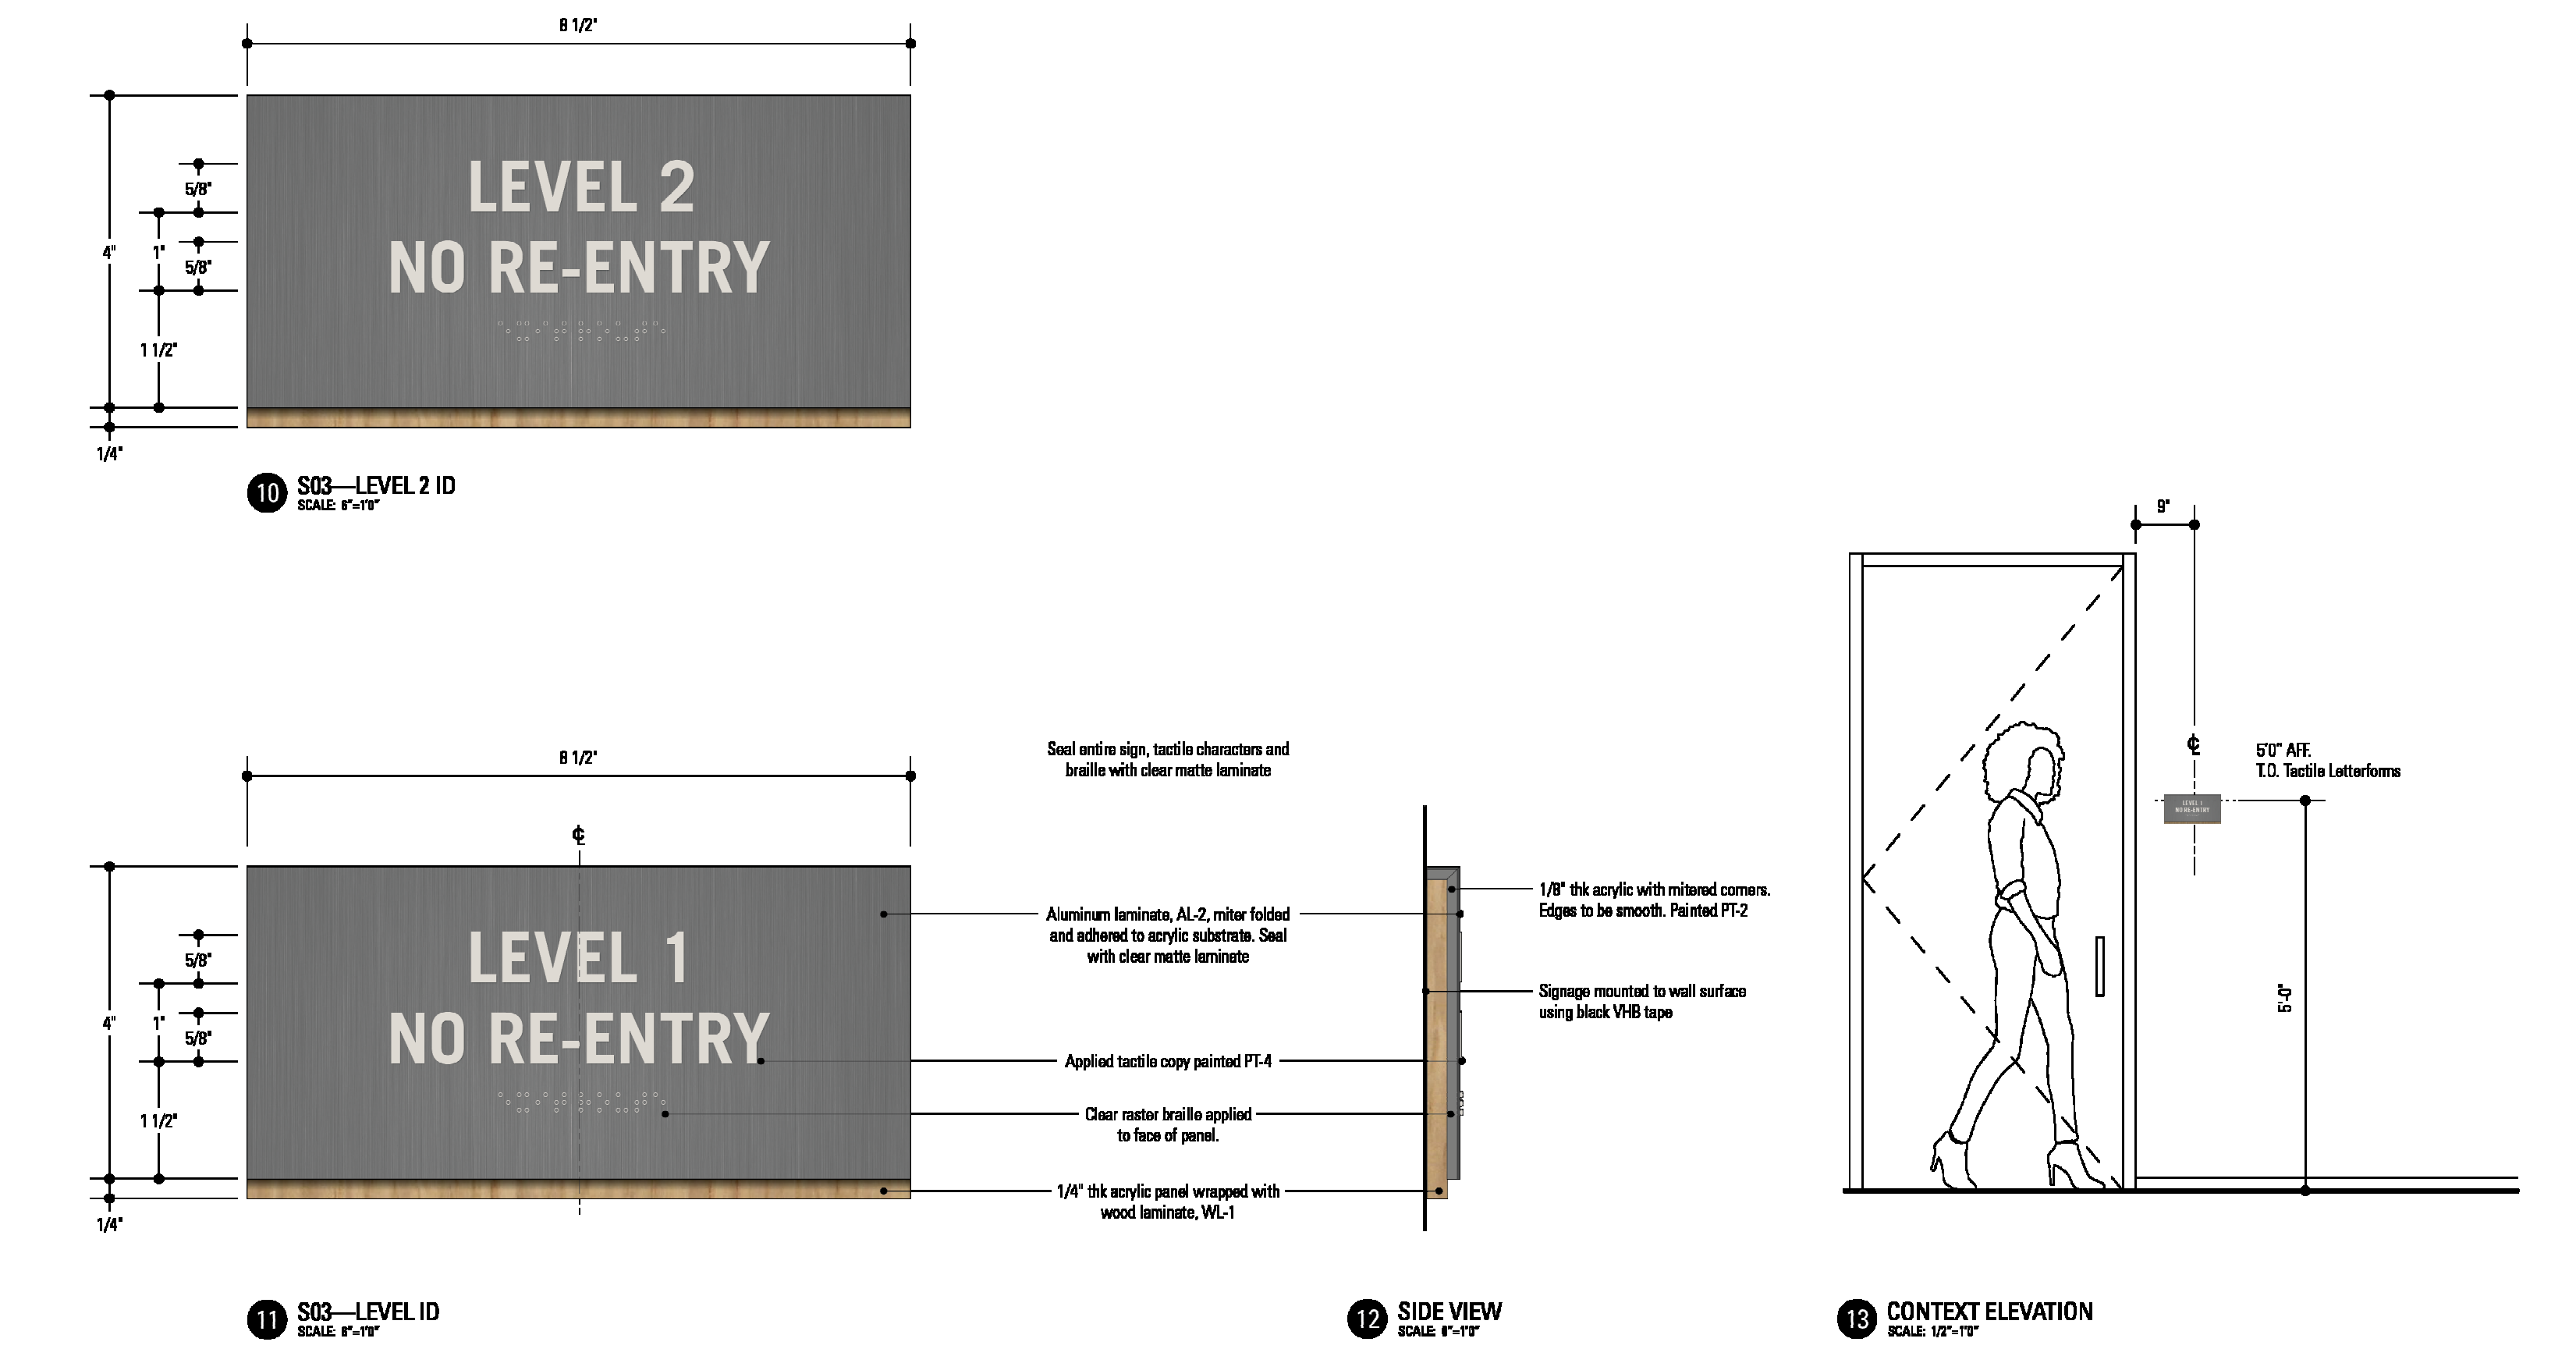 8 1/2"
5/8"
4"
1"
5/8"
1 1/2"
1/4"
LEVEL 2
NO RE-ENTRY
10 S03—LEVEL 2 ID
SCALE: 6"=1'0"
8 1/2"
℄
5/8"
4"
1"
5/8"
1 1/2"
1/4"
LEVEL 1
NO RE-ENTRY
11 S03—LEVEL ID
SCALE: 6"=1'0"
Seal entire sign, tactile characters and
braille with clear matte laminate
Aluminum laminate, AL-2, miter folded
and adhered to acrylic substrate. Seal
with clear matte laminate
Applied tactile copy painted PT-4
Clear raster braille applied
to face of panel.
1/4" thk acrylic panel wrapped with
wood laminate, WL-1
1/8" thk acrylic with mitered corners.
Edges to be smooth. Painted PT-2
Signage mounted to wall surface
using black VHB tape
12 SIDE VIEW
SCALE: 6"=1'0"
9"
℄
5'0" AFF.
T.O. Tactile Letterforms
LEVEL 1
NO RE-ENTRY
5'-0"
13 CONTEXT ELEVATION
SCALE: 1/2"=1'0"